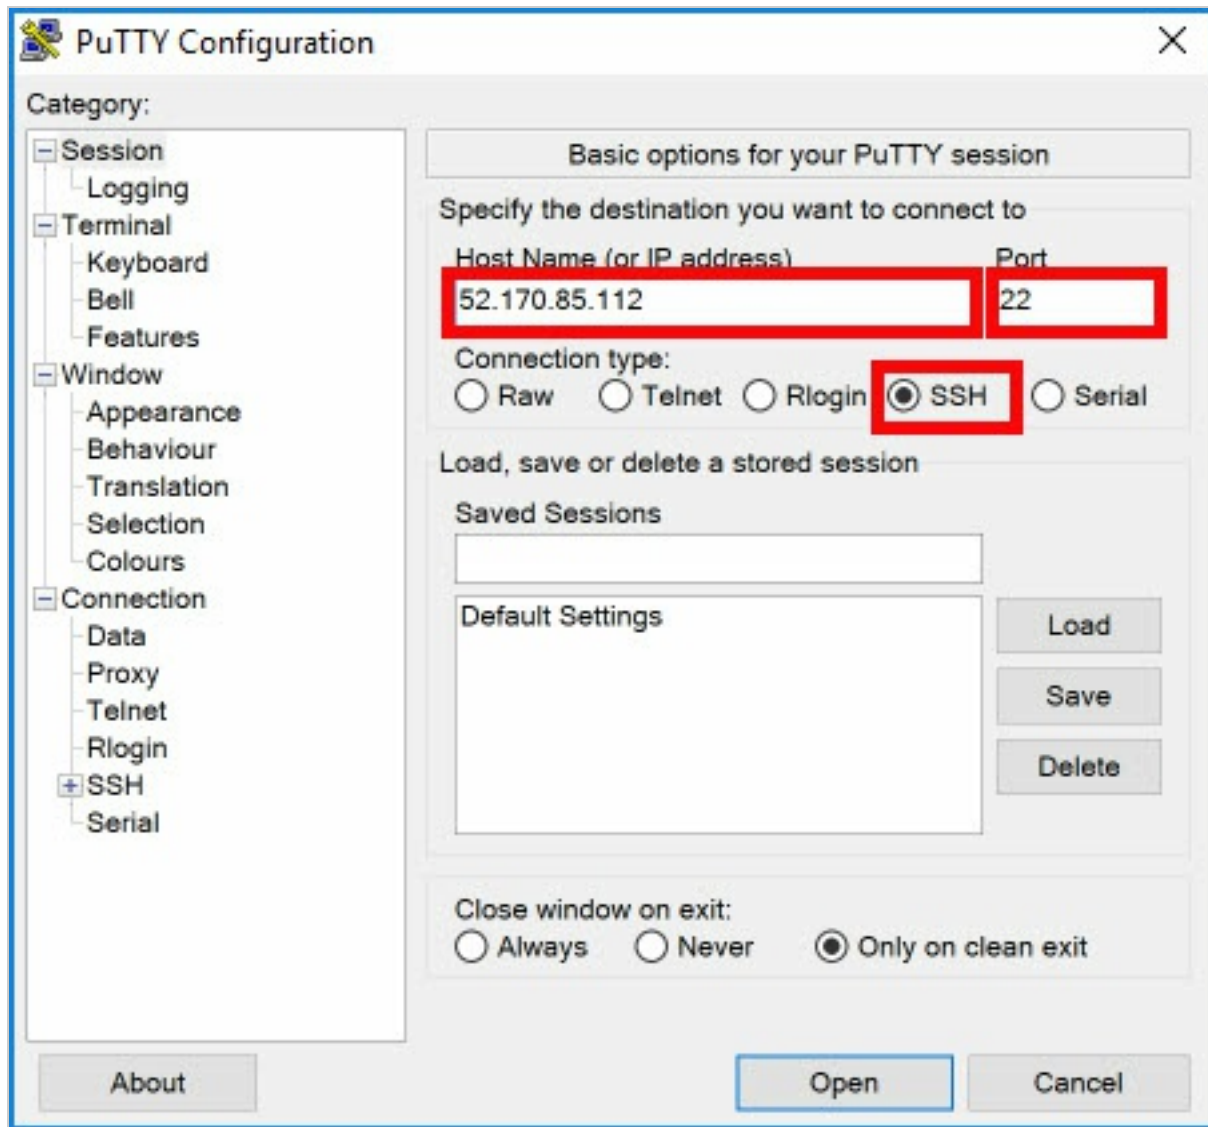 PuTTY Configuration
Category:
Session
Logging
Terminal
Keyboard
Bell
Features
Window
Appearance
Behaviour
Translation
Selection
Colours
Connection
Data
Proxy
Telnet
Rlogin
SSH
Serial
Basic options for your PuTTY session
Specify the destination you want to connect to
Host Name (or IP address) Port
52.170.85.112 22
Connection type:
Raw Telnet Rlogin SSH Serial
Load, save or delete a stored session
Saved Sessions
Default Settings
Load
Save
Delete
Close window on exit:
Always Never Only on clean exit
About Open Cancel